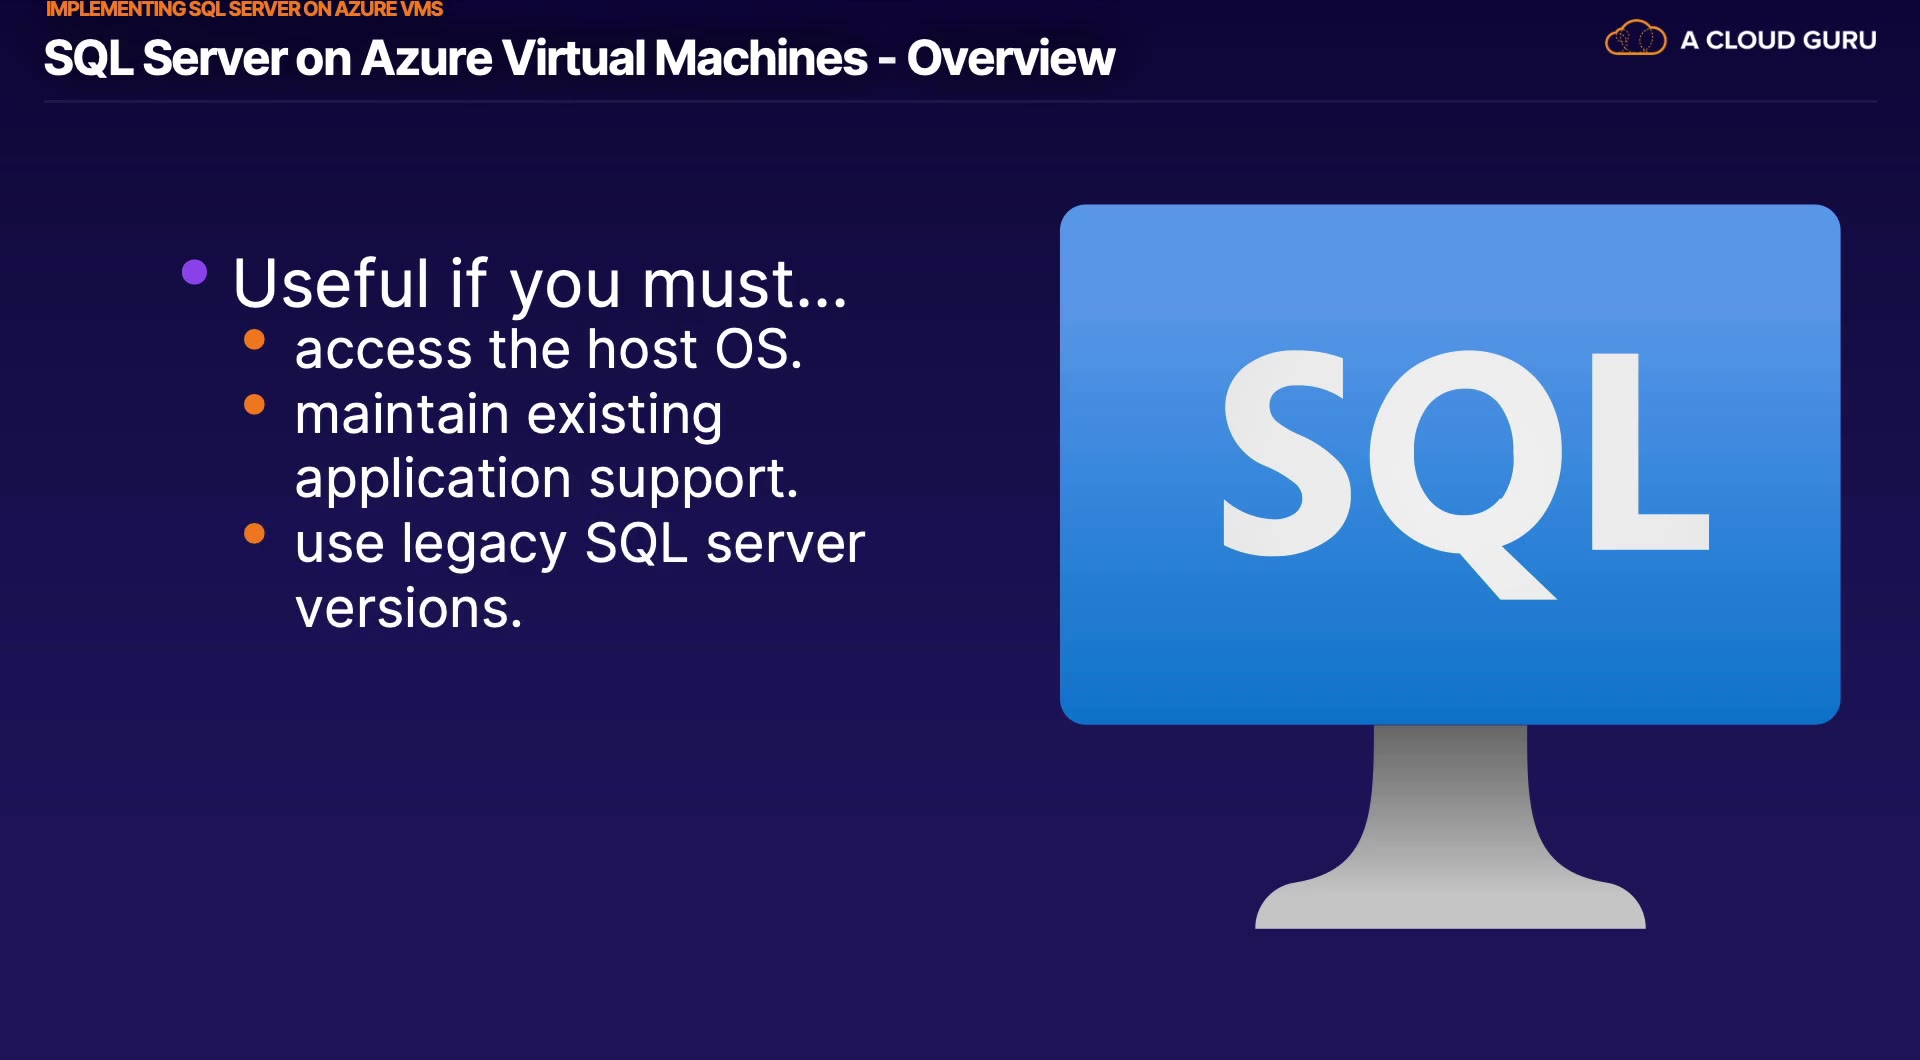 IMPLEMENTING SQL SERVER ON AZURE VMS
SQL Server on Azure Virtual Machines - Overview
A CLOUD GURU
Useful if you must...
access the host OS.
maintain existing
application support.
use legacy SQL server
versions.
SQL